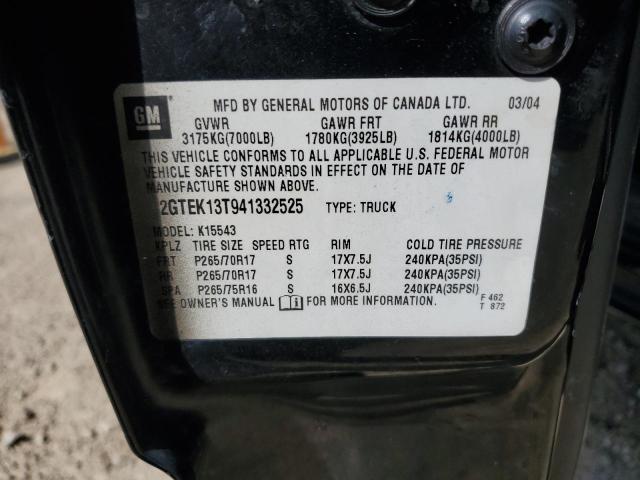 GM
MFD BY GENERAL MOTORS OF CANADA LTD. 03/04
GVWR GAWR FRT GAWR RR
3175KG(7000LB) 1780KG(3925LB) 1814KG(4000LB)
THIS VEHICLE CONFORMS TO ALL APPLICABLE U.S. FEDERAL MOTOR
VEHICLE SAFETY STANDARDS IN EFFECT ON THE DATE OF
MANUFACTURE SHOWN ABOVE.
2GTEK13T941332525 TYPE: TRUCK
MODEL: K15543
KPLZ TIRE SIZE SPEED RTG RIM COLD TIRE PRESSURE
FRT P265/70R17 S 17X7.5J 240KPA(35PSI)
RR P265/70R17 S 17X7.5J 240KPA(35PSI)
SPA P265/75R16 S 16X6.5J 240KPA(35PSI)
SEE OWNER'S MANUAL FOR MORE INFORMATION. F 462
T 872